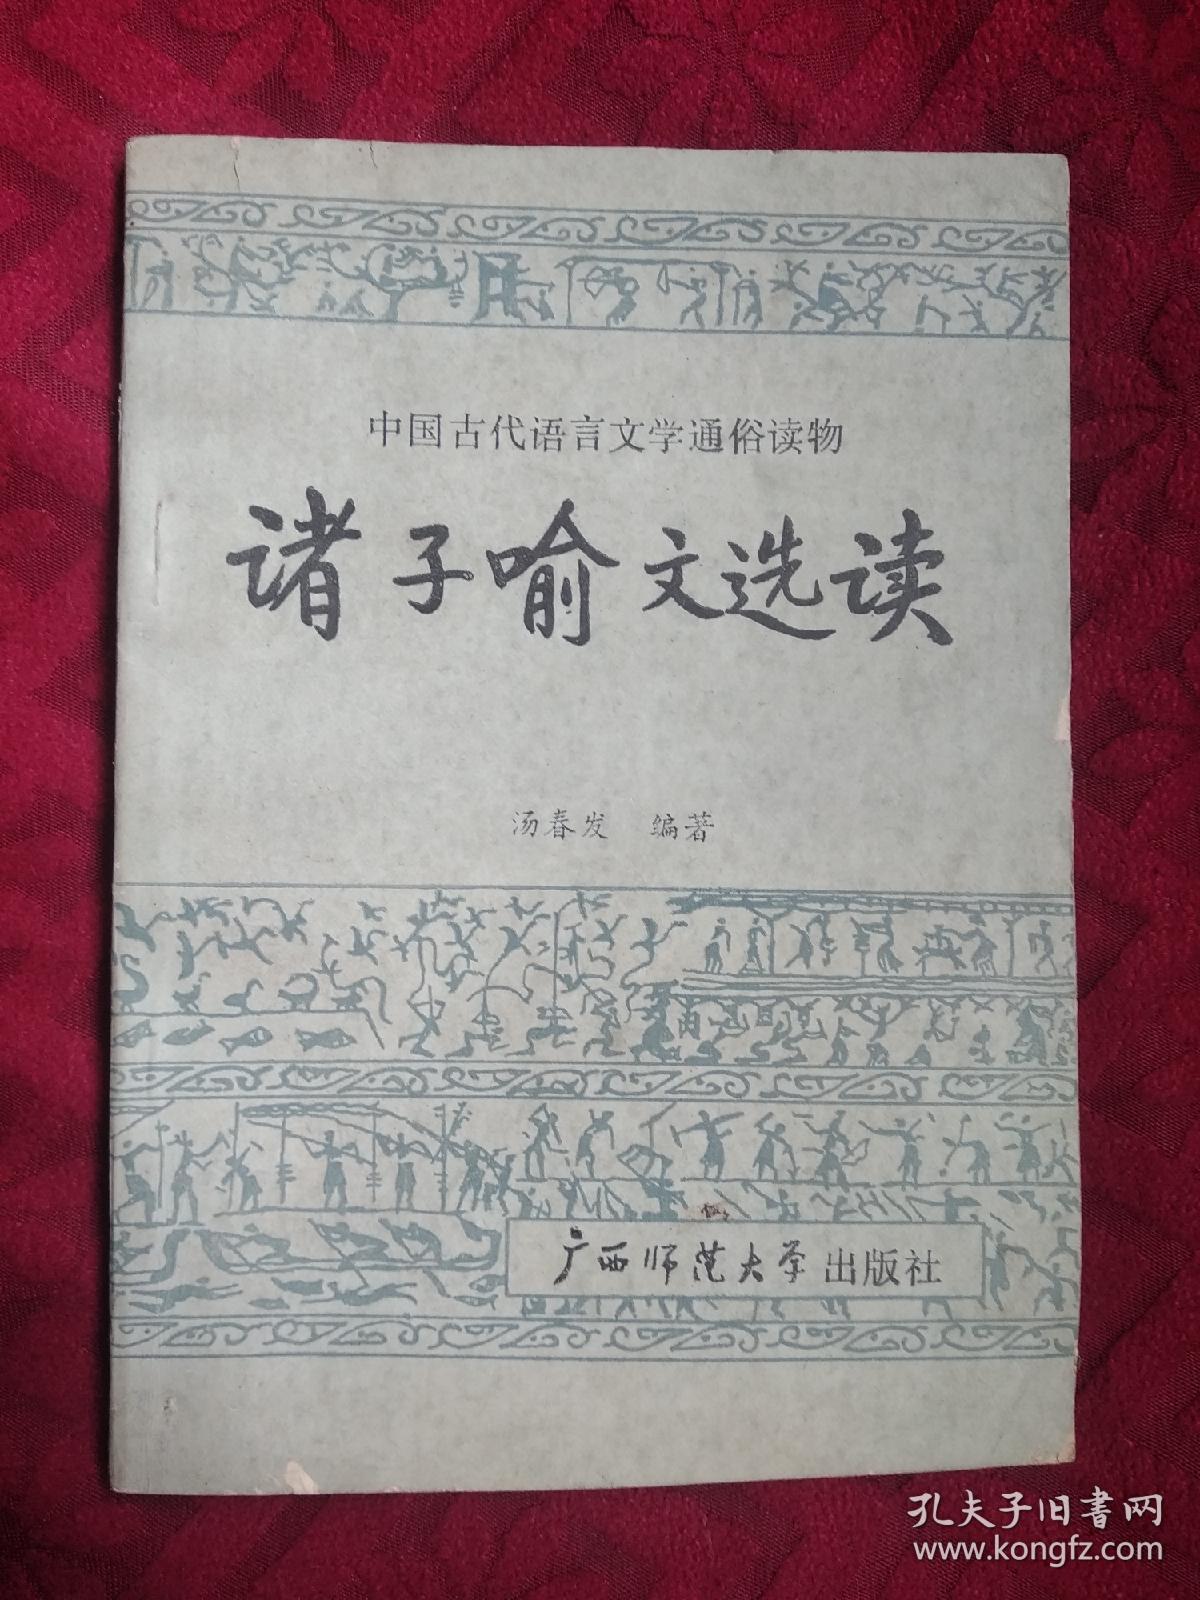 中国古代语言文学通俗读物
诸子喻文选读
汤春发 编著
广西师范大学出版社
孔夫子旧书网
www.kongfz.com